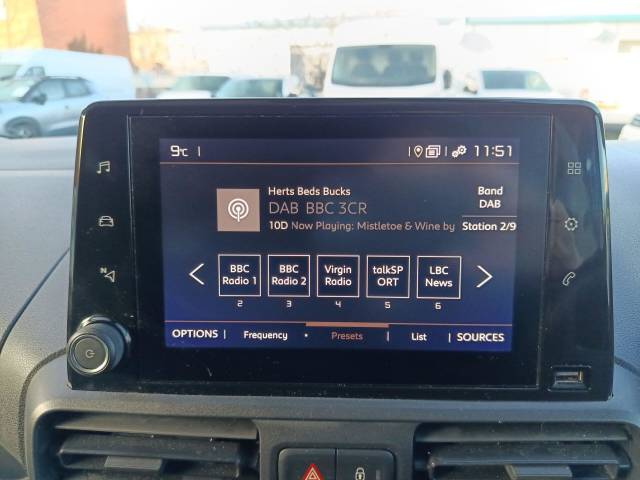 9°C
11:51
Herts Beds Bucks
DAB BBC 3CR
10D Now Playing: Mistletoe & Wine by
Band
DAB
Station 2/9
BBC
Radio 1
BBC
Radio 2
Virgin
Radio
talkSP
ORT
LBC
News
2 3 4 5 6
OPTIONS Frequency Presets List SOURCES
N